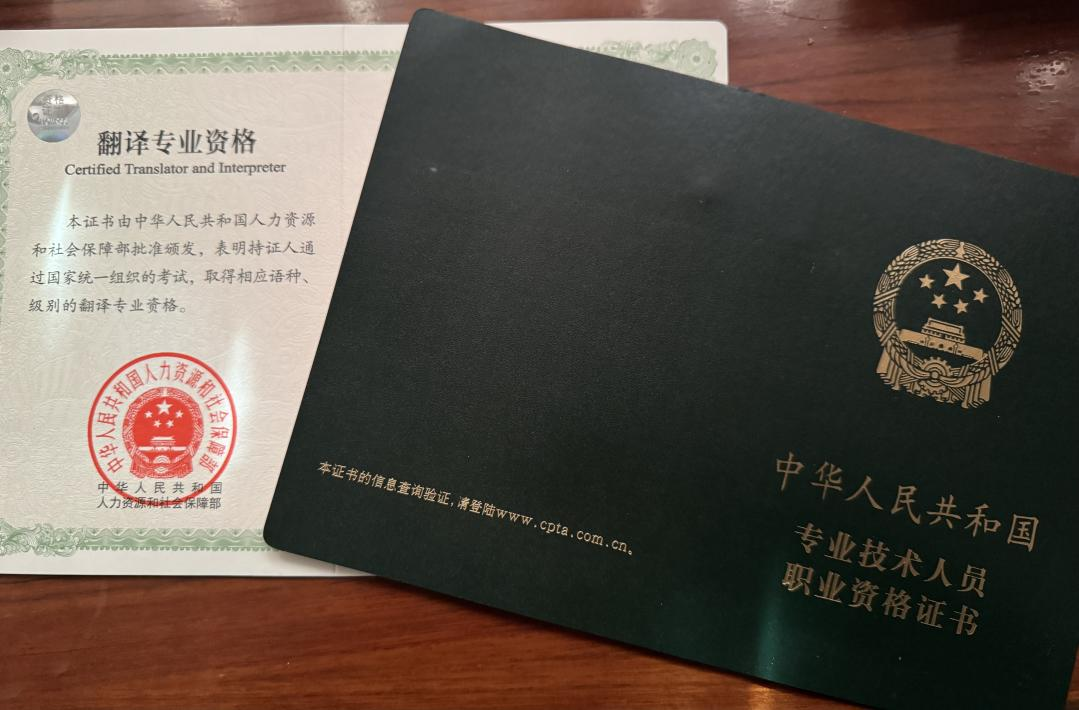 翻译专业资格
Certified Translator and Interpreter
本证书由中华人民共和国人力资源
和社会保障部批准颁发，表明持证人通
过国家统一组织的考试，取得相应语种、
级别的翻译专业资格。
中华人民共和国人力资源和社会保障部
中华人民共和国
人力资源和社会保障部
本证书的信息查询验证，请登陆www.cpta.com.cn。
中华人民共和国
专业技术人员
职业资格证书